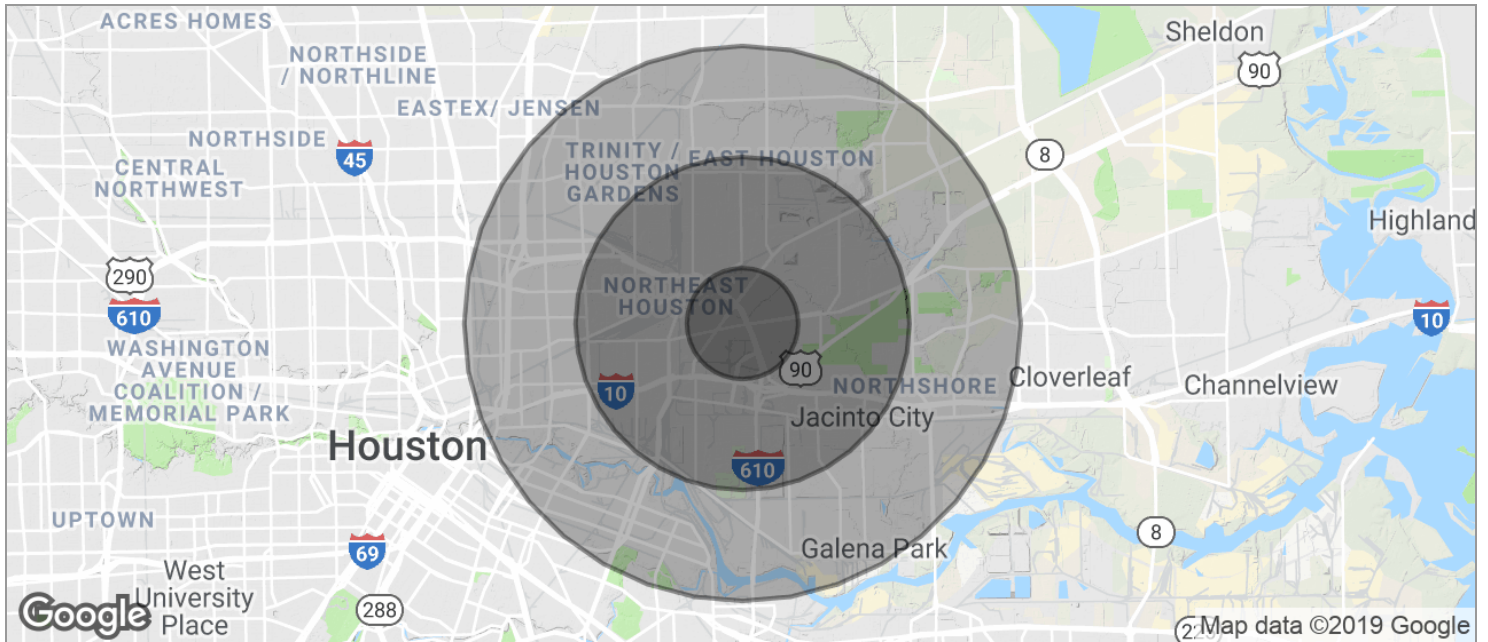 ACRES HOMES
Sheldon
NORTHSIDE
/ NORTHLINE
90
EASTEX/ JENSEN
NORTHSIDE
45
8
TRINITY /
HOUSTON
GARDENS
EAST HOUSTON
CENTRAL
NORTHWEST
Highland
290
610
NORTHEAST
HOUSTON
10
WASHINGTON
AVENUE
COALITION /
MEMORIAL PARK
90
10
NORTHSHORE
Cloverleaf
Channelview
Jacinto City
Houston
610
UPTOWN
8
69
Galena Park
West
University
Place
288
Google
Map data ©2019 Google